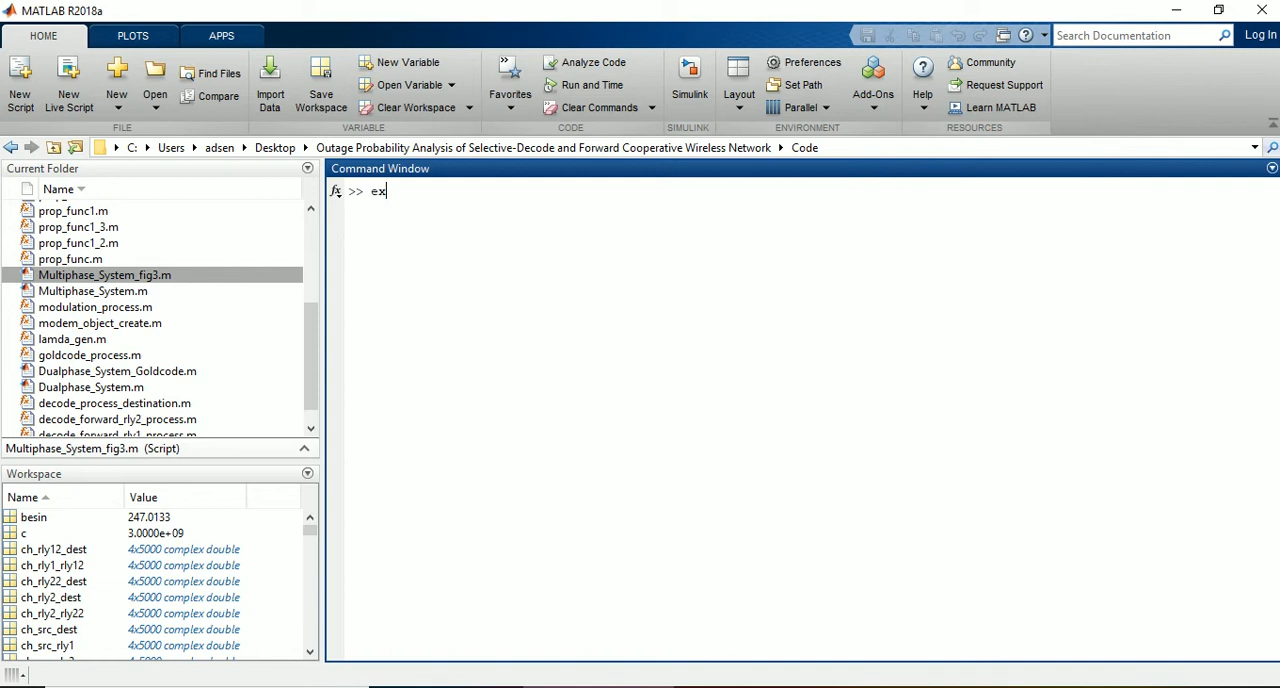 MATLAB R2018a
HOME PLOTS APPS
Search Documentation
Log In
New Script
New Live Script
New
Open
Find Files
Compare
Import Data
Save Workspace
New Variable
Open Variable
Clear Workspace
Favorites
Analyze Code
Run and Time
Clear Commands
Simulink
Layout
Preferences
Set Path
Parallel
Add-Ons
Help
Community
Request Support
Learn MATLAB
FILE VARIABLE CODE SIMULINK ENVIRONMENT RESOURCES
C: Users adsen Desktop Outage Probability Analysis of Selective-Decode and Forward Cooperative Wireless Network Code
Current Folder
Name
prop_func1.m
prop_func1_3.m
prop_func1_2.m
prop_func.m
Multiphase_System_fig3.m
Multiphase_System.m
modulation_process.m
modem_object_create.m
lamda_gen.m
goldcode_process.m
Dualphase_System_Goldcode.m
Dualphase_System.m
decode_process_destination.m
decode_forward_rly2_process.m
decode_forward_rly1_process.m
Multiphase_System_fig3.m (Script)
Workspace
Name Value
besin 247.0133
c 3.0000e+09
ch_rly12_dest 4x5000 complex double
ch_rly1_rly12 4x5000 complex double
ch_rly22_dest 4x5000 complex double
ch_rly2_dest 4x5000 complex double
ch_rly2_rly22 4x5000 complex double
ch_src_dest 4x5000 complex double
ch_src_rly1 4x5000 complex double
Command Window
fx >> ex